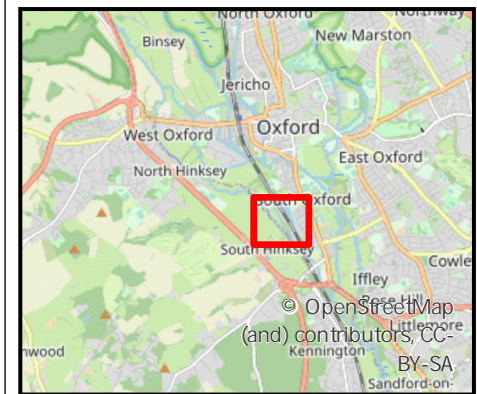 North Oxford
Northway
Binsey
New Marston
Jericho
Oxford
West Oxford
East Oxford
North Hinksey
South Oxford
South Hinksey
Cowle
Iffley
© OpenStreetMap
Rose Hill
Littlemore
(and) contributors, CC-
nwood
Kennington
BY-SA
Sandford-on-